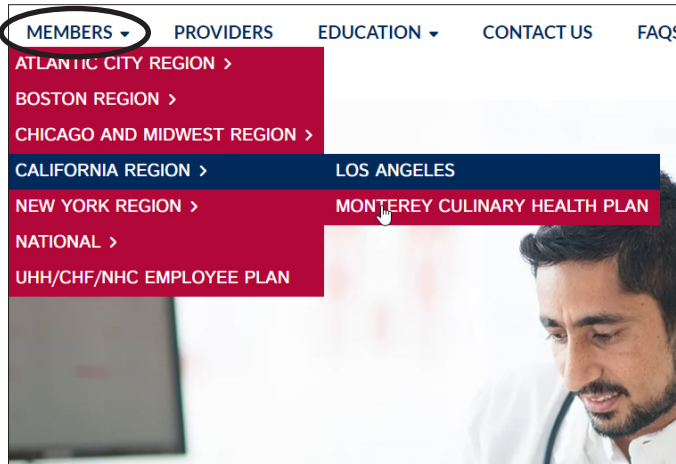 MEMBERS PROVIDERS EDUCATION CONTACT US FAQS
ATLANTIC CITY REGION >
BOSTON REGION >
CHICAGO AND MIDWEST REGION >
CALIFORNIA REGION > LOS ANGELES
NEW YORK REGION > MONTEREY CULINARY HEALTH PLAN
NATIONAL >
UHH/CHF/NHC EMPLOYEE PLAN